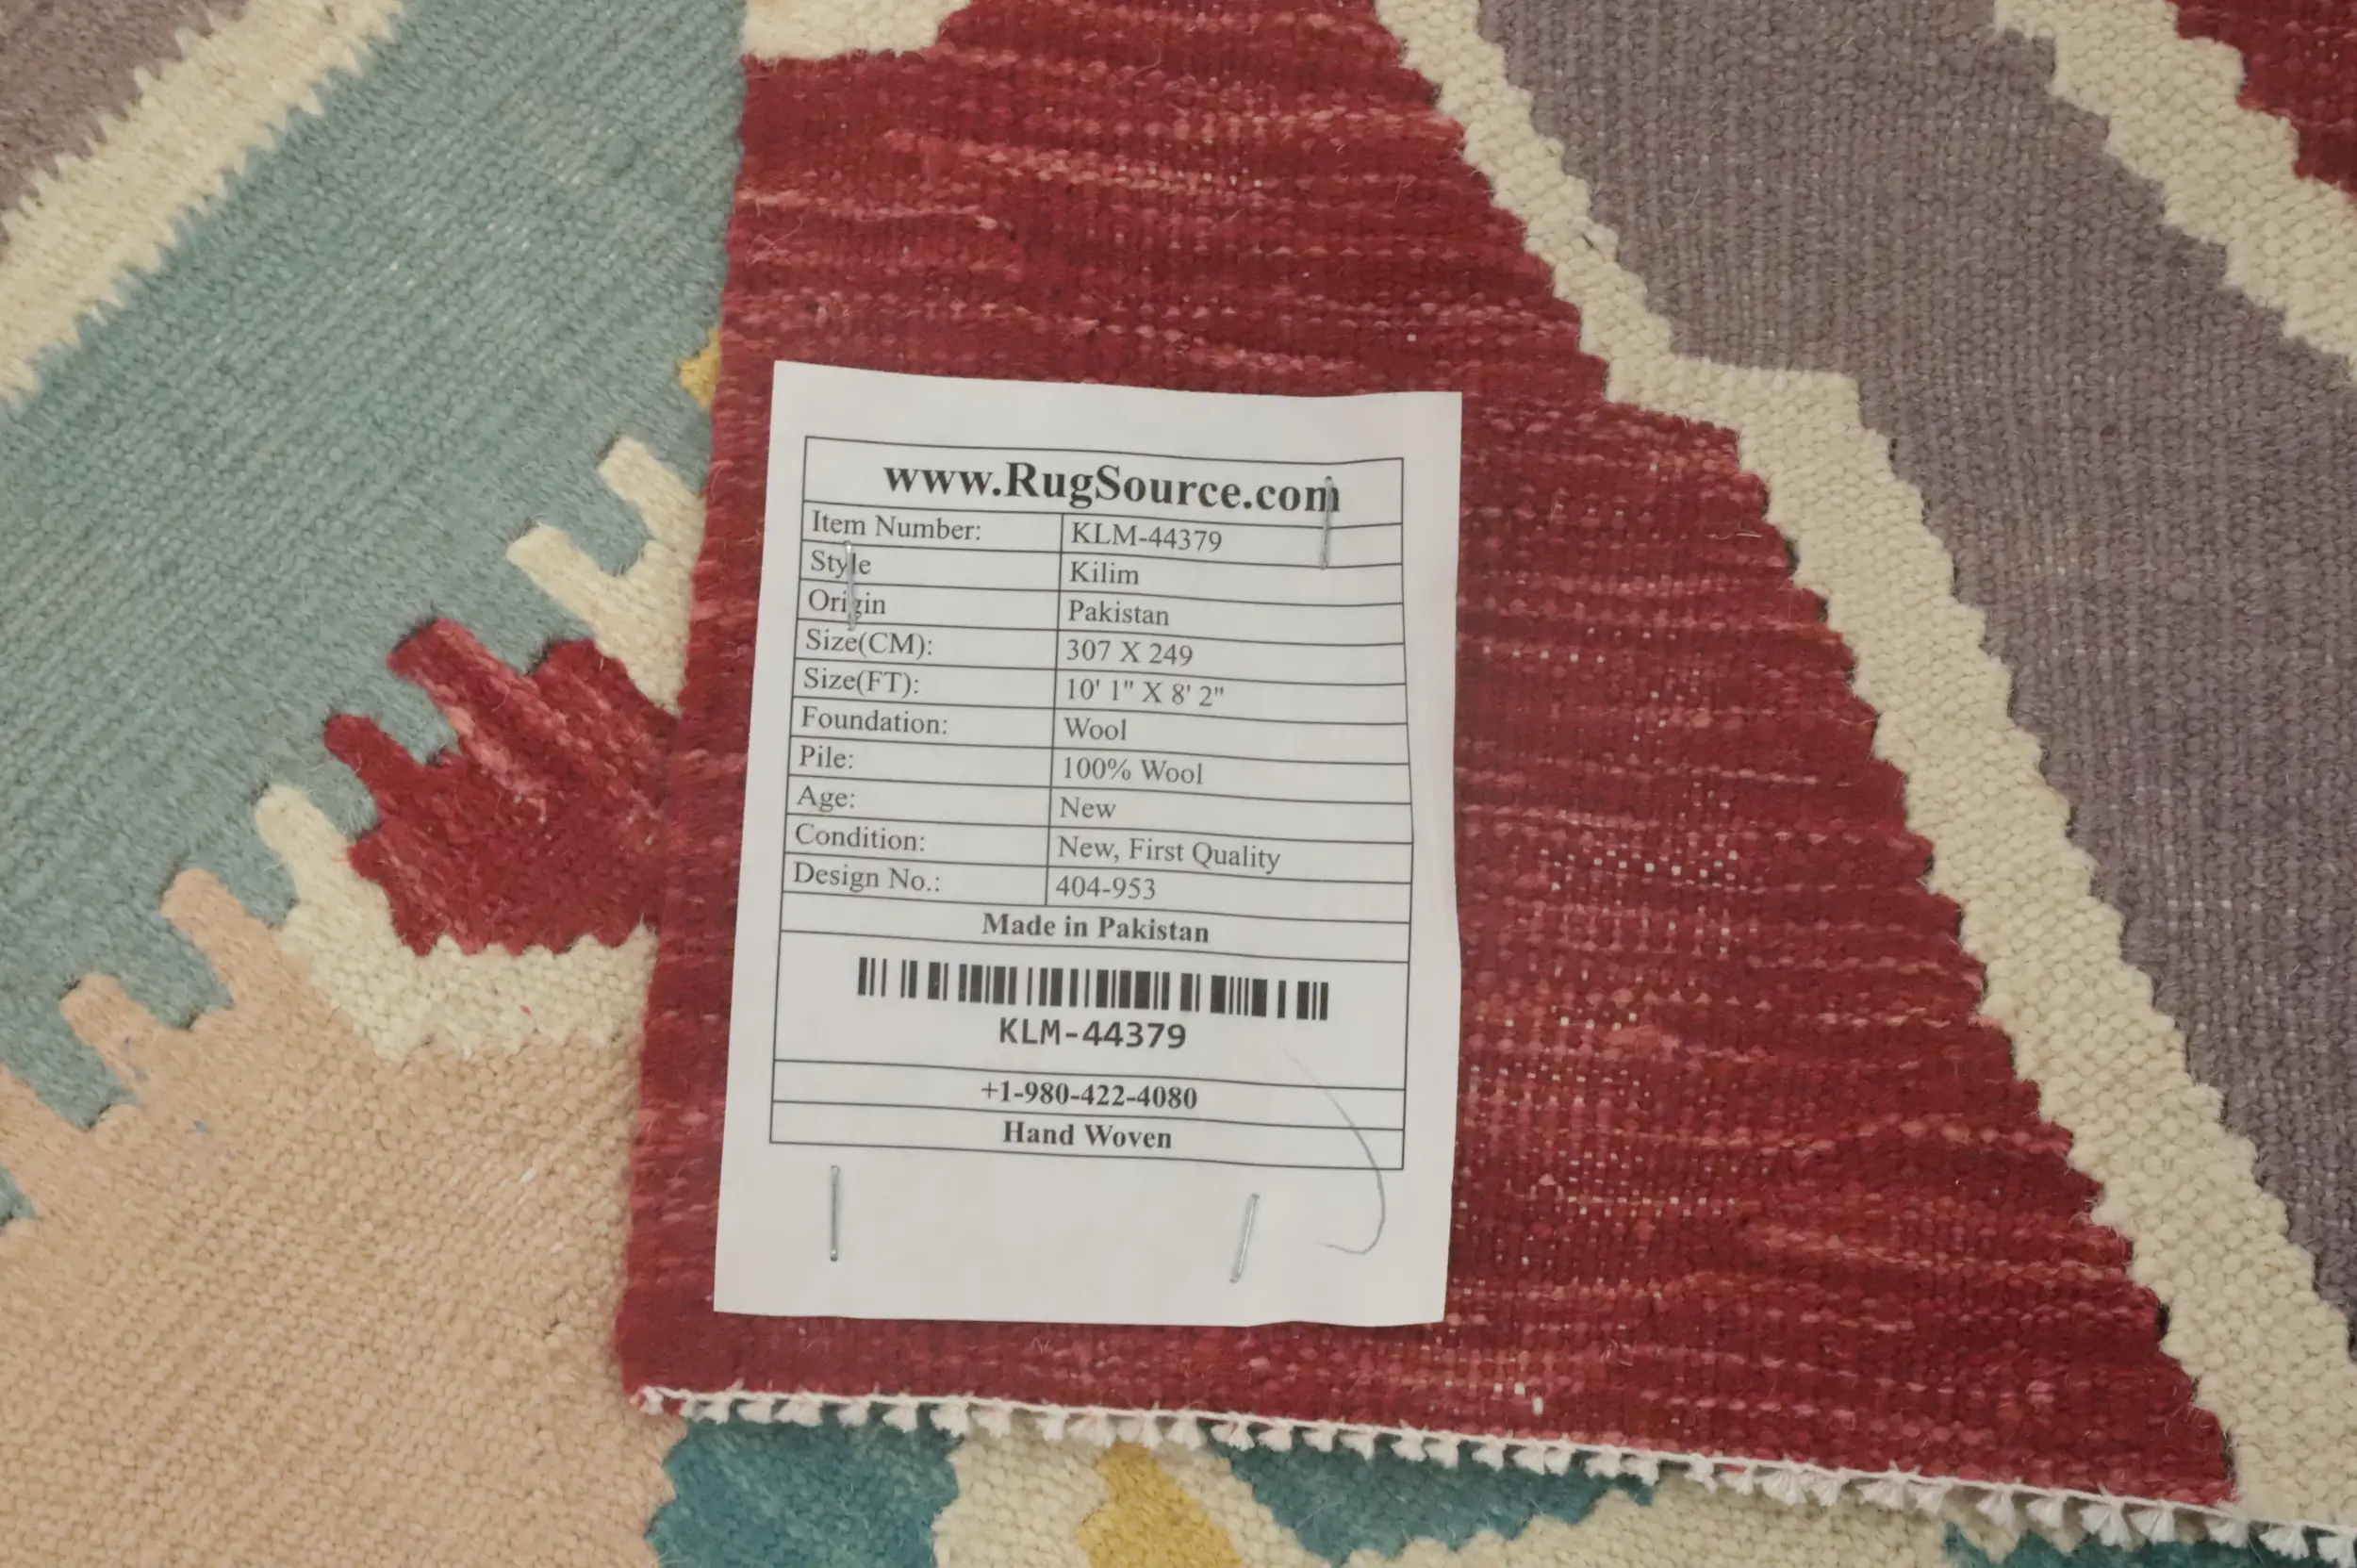 www.RugSource.com
Item Number: KLM-44379
Style Kilim
Origin Pakistan
Size(CM): 307 X 249
Size(FT): 10' 1" X 8' 2"
Foundation: Wool
Pile: 100% Wool
Age: New
Condition: New, First Quality
Design No.: 404-953
Made in Pakistan
KLM-44379
+1-980-422-4080
Hand Woven